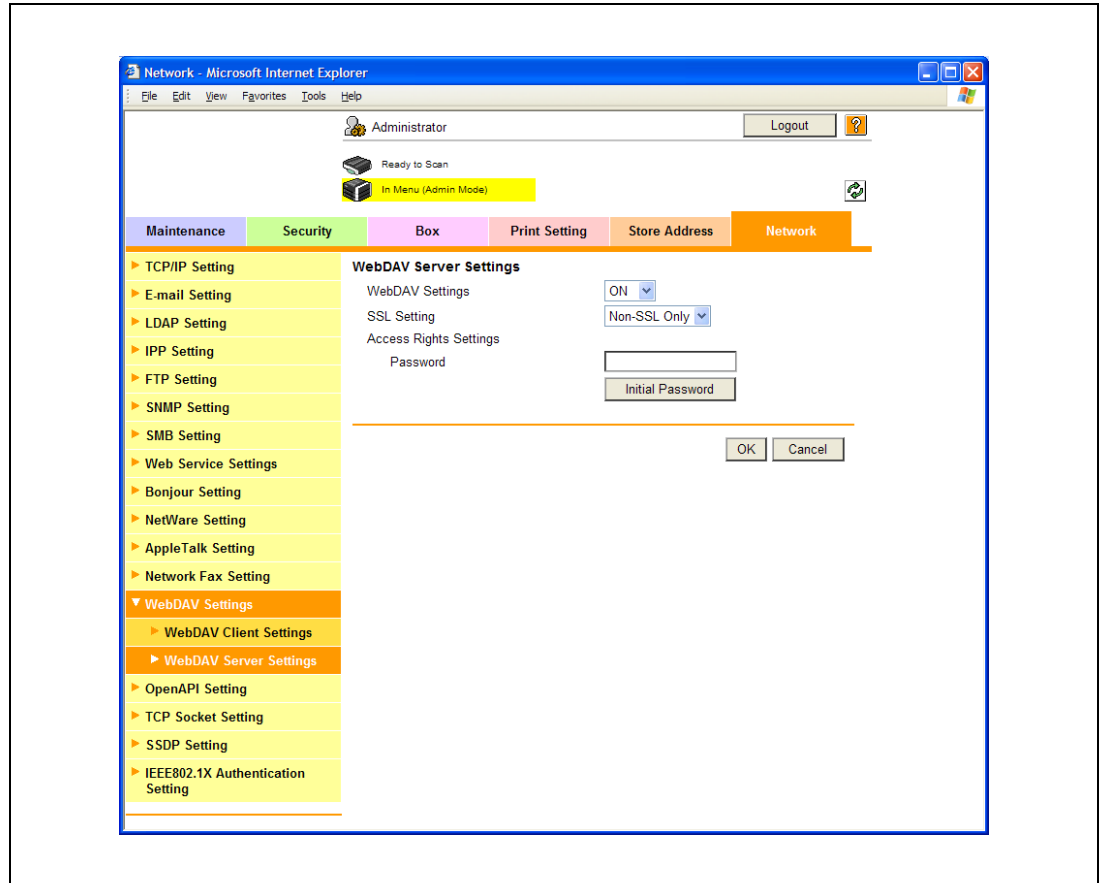 Network - Microsoft Internet Explorer
File Edit View Favorites Tools Help
Administrator
Logout
?
Ready to Scan
In Menu (Admin Mode)
Maintenance Security Box Print Setting Store Address Network
TCP/IP Setting
E-mail Setting
LDAP Setting
IPP Setting
FTP Setting
SNMP Setting
SMB Setting
Web Service Settings
Bonjour Setting
NetWare Setting
AppleTalk Setting
Network Fax Setting
WebDAV Settings
WebDAV Client Settings
WebDAV Server Settings
OpenAPI Setting
TCP Socket Setting
SSDP Setting
IEEE802.1X Authentication
Setting
WebDAV Server Settings
WebDAV Settings ON
SSL Setting Non-SSL Only
Access Rights Settings
Password
Initial Password
OK Cancel